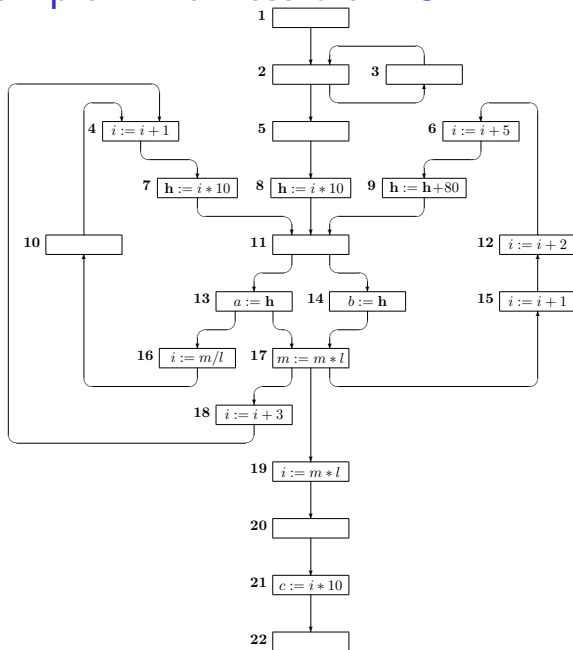 1
2
3
4 i := i + 1
5
6 i := i + 5
7 h := i ∗ 10
8 h := i ∗ 10
9 h := h+80
10
11
12 i := i + 2
13 a := h
14 b := h
15 i := i + 1
16 i := m/l
17 m := m ∗ l
18 i := i + 3
19 i := m ∗ l
20
21 c := i ∗ 10
22